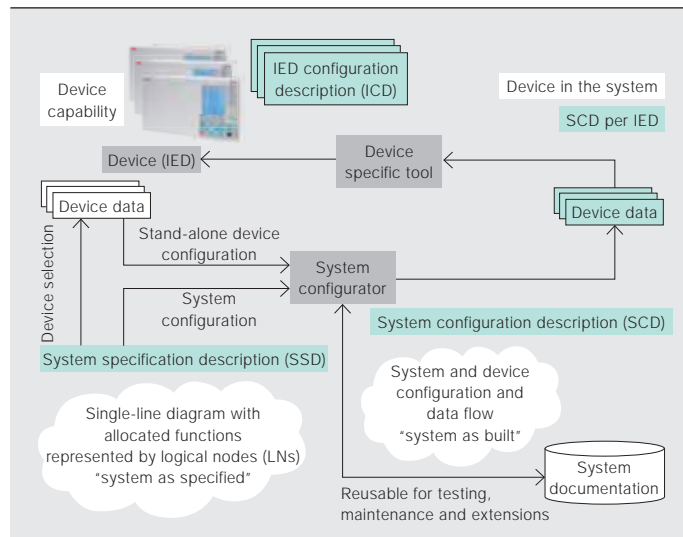 Device
capability
IED configuration
description (ICD)
Device in the system
SCD per IED
Device (IED)
Device
specific tool
Device data
Device data
Device selection
Stand-alone device
configuration
System
configurator
System
configuration
System configuration description (SCD)
System specification description (SSD)
Single-line diagram with
allocated functions
represented by logical nodes (LNs)
“system as specified”
System and device
configuration and
data flow
“system as built”
System
documentation
Reusable for testing,
maintenance and extensions